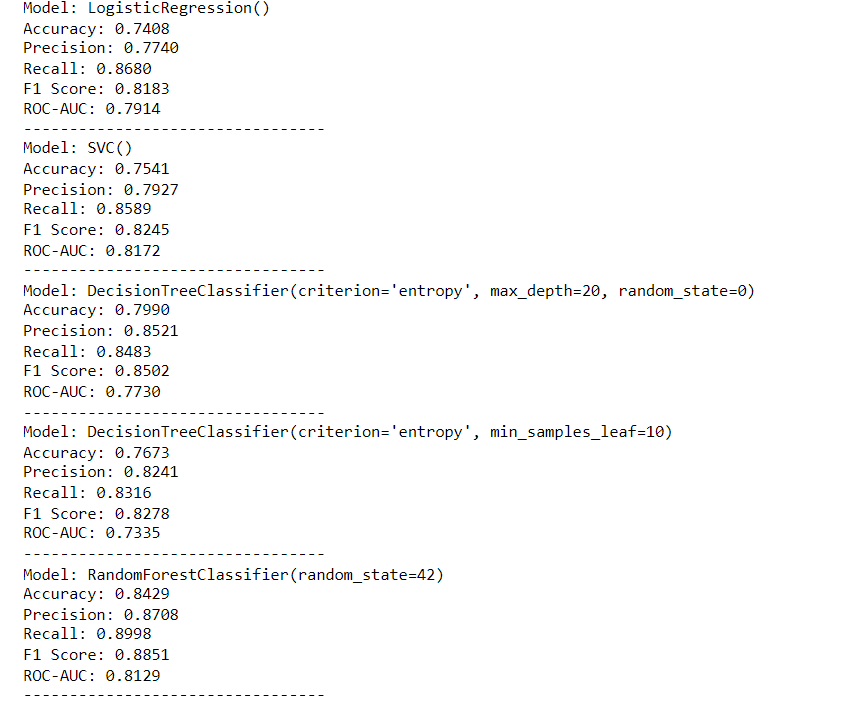 Model: LogisticRegression()
Accuracy: 0.7408
Precision: 0.7740
Recall: 0.8680
F1 Score: 0.8183
ROC-AUC: 0.7914
---------------------------------
Model: SVC()
Accuracy: 0.7541
Precision: 0.7927
Recall: 0.8589
F1 Score: 0.8245
ROC-AUC: 0.8172
---------------------------------
Model: DecisionTreeClassifier(criterion='entropy', max_depth=20, random_state=0)
Accuracy: 0.7990
Precision: 0.8521
Recall: 0.8483
F1 Score: 0.8502
ROC-AUC: 0.7730
---------------------------------
Model: DecisionTreeClassifier(criterion='entropy', min_samples_leaf=10)
Accuracy: 0.7673
Precision: 0.8241
Recall: 0.8316
F1 Score: 0.8278
ROC-AUC: 0.7335
---------------------------------
Model: RandomForestClassifier(random_state=42)
Accuracy: 0.8429
Precision: 0.8708
Recall: 0.8998
F1 Score: 0.8851
ROC-AUC: 0.8129
---------------------------------